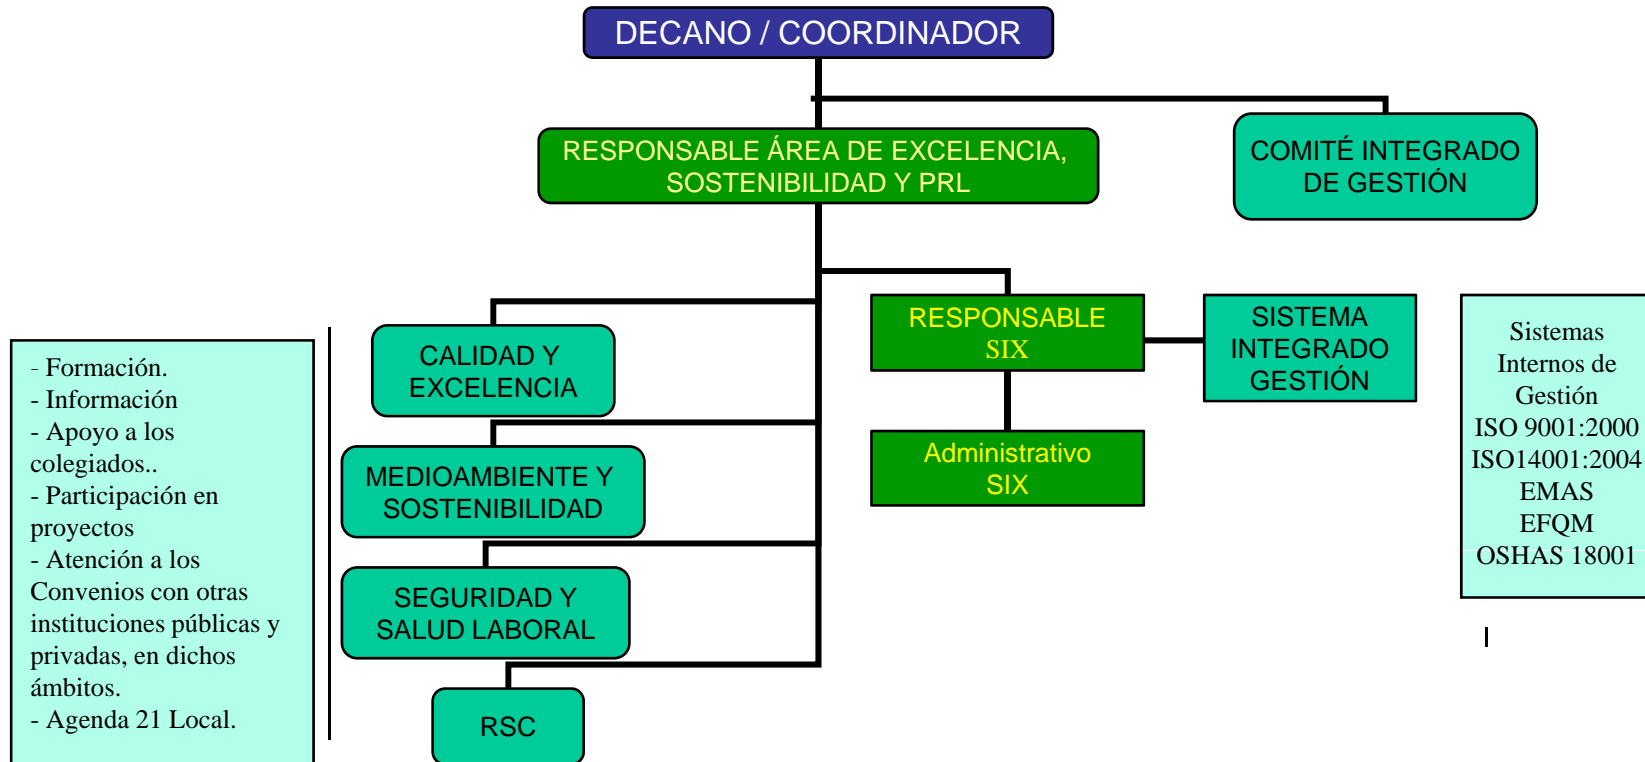 DECANO / COORDINADOR
RESPONSABLE ÁREA DE EXCELENCIA,
SOSTENIBILIDAD Y PRL
COMITÉ INTEGRADO
DE GESTIÓN
- Formación.
- Información
- Apoyo a los
colegiados..
- Participación en
proyectos
- Atención a los
Convenios con otras
instituciones públicas y
privadas, en dichos
ámbitos.
- Agenda 21 Local.
CALIDAD Y
EXCELENCIA
MEDIOAMBIENTE Y
SOSTENIBILIDAD
SEGURIDAD Y
SALUD LABORAL
RSC
RESPONSABLE
SIX
Administrativo
SIX
SISTEMA
INTEGRADO
GESTIÓN
Sistemas
Internos de
Gestión
ISO 9001:2000
ISO14001:2004
EMAS
EFQM
OSHAS 18001